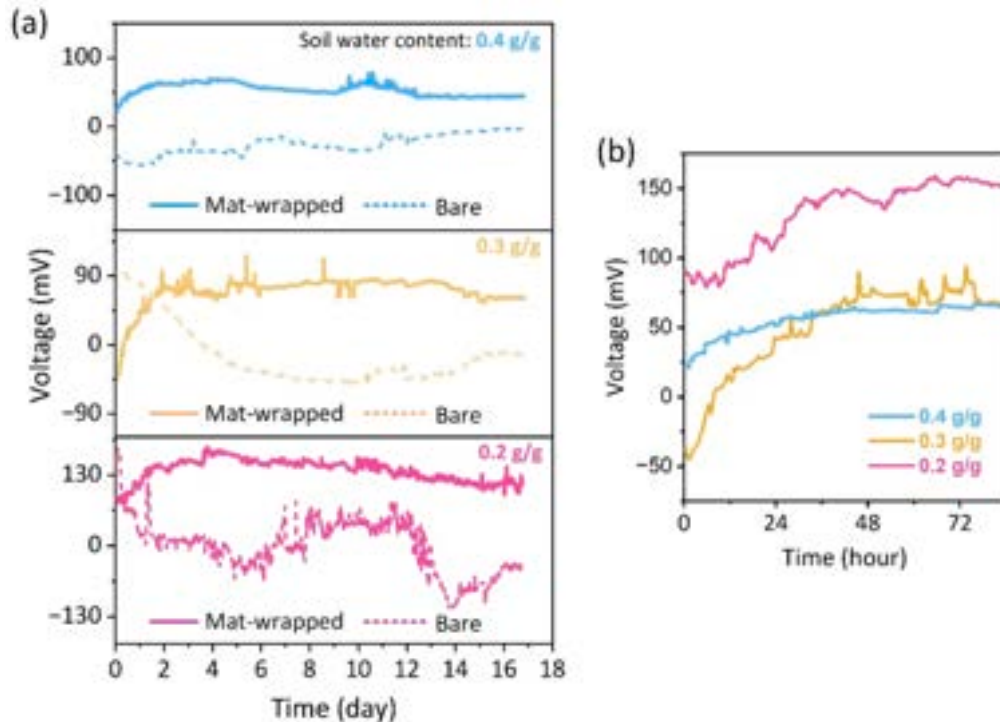 (a)
Soil water content: 0.4 g/g
100
0
−100
Mat-wrapped
Bare
0.3 g/g
90
0
−90
Mat-wrapped
Bare
0.2 g/g
130
0
−130
Mat-wrapped
Bare
Voltage (mV)
0 2 4 6 8 10 12 14 16 18
Time (day)
(b)
150
100
50
0
−50
Voltage (mV)
0.4 g/g
0.3 g/g
0.2 g/g
0 24 48 72
Time (hour)